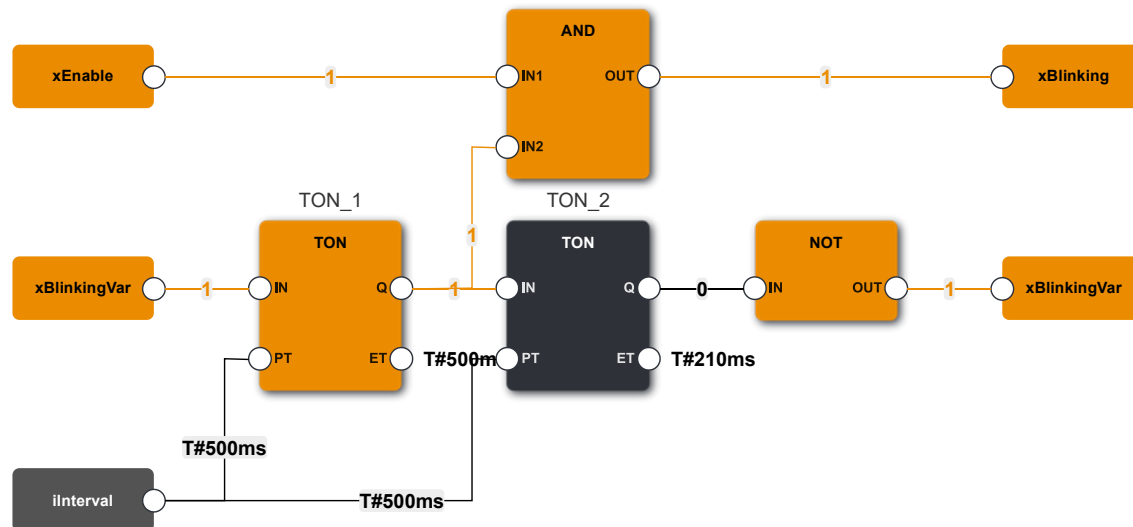 AND
xEnable
1
IN1
OUT
1
xBlinking
IN2
TON_1
TON_2
1
TON
TON
NOT
xBlinkingVar
1
IN
Q
1
IN
Q
0
IN
OUT
1
xBlinkingVar
PT
ET
T#500m
PT
ET
T#210ms
T#500ms
iInterval
T#500ms